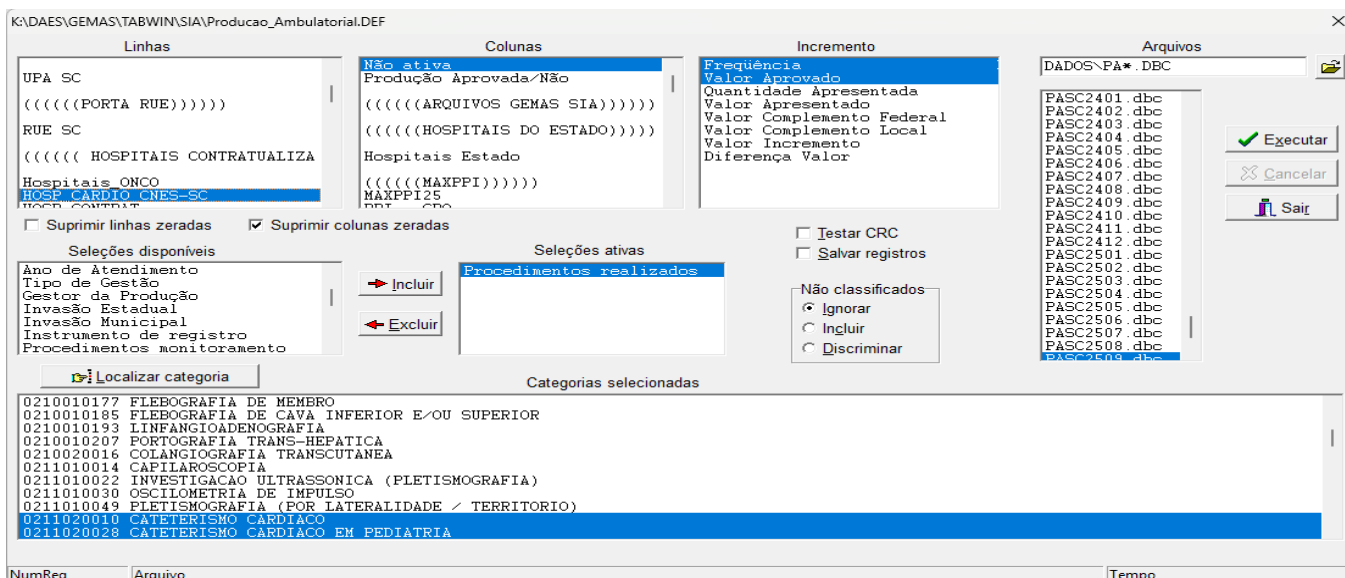 K:\DAES\GEMAS\TABWIN\SIA\Producao_Ambulatorial.DEF
Linhas
UPA SC
((((((PORTA RUE))))))
RUE SC
(((((( HOSPITAIS CONTRATUALIZA
Hospitais_ONCO
HOSP CARDIO CNES-SC
HOSP CONTRAT
Suprimir linhas zeradas
Suprimir colunas zeradas
Colunas
Não ativa
Produção Aprovada/Não
((((((ARQUIVOS GEMAS SIA))))))
((((((HOSPITAIS DO ESTADO)))))
Hospitais Estado
((((((MAXPPI))))))
MAXPPI25
Incremento
Freqüência
Valor Aprovado
Quantidade Apresentada
Valor Apresentado
Valor Complemento Federal
Valor Complemento Local
Valor Incremento
Diferença Valor
Arquivos
DADOS\PA*.DBC
PASC2401.dbc
PASC2402.dbc
PASC2403.dbc
PASC2404.dbc
PASC2405.dbc
PASC2406.dbc
PASC2407.dbc
PASC2408.dbc
PASC2409.dbc
PASC2410.dbc
PASC2411.dbc
PASC2412.dbc
PASC2501.dbc
PASC2502.dbc
PASC2503.dbc
PASC2504.dbc
PASC2505.dbc
PASC2506.dbc
PASC2507.dbc
PASC2508.dbc
PASC2509.dbc
Executar
Cancelar
Sair
Seleções disponíveis
Ano de Atendimento
Tipo de Gestão
Gestor da Produção
Invasão Estadual
Invasão Municipal
Instrumento de registro
Procedimentos monitoramento
Incluir
Excluir
Seleções ativas
Procedimentos realizados
Testar CRC
Salvar registros
Não classificados
Ignorar
Incluir
Discriminar
Localizar categoria
Categorias selecionadas
0210010177 FLEBOGRAFIA DE MEMBRO
0210010185 FLEBOGRAFIA DE CAVA INFERIOR E/OU SUPERIOR
0210010193 LINFANGIOADENOGRAFIA
0210010207 PORTOGRAFIA TRANS-HEPATICA
0210020016 COLANGIOGRAFIA TRANSCUTANEA
0211010014 CAPILAROSCOPIA
0211010022 INVESTIGACAO ULTRASSONICA (PLETISMOGRAFIA)
0211010030 OSCILOMETRIA DE IMPULSO
0211010049 PLETISMOGRAFIA (POR LATERALIDADE / TERRITORIO)
0211020010 CATETERISMO CARDIACO
0211020028 CATETERISMO CARDIACO EM PEDIATRIA
NumReg
Arquivo
Tempo